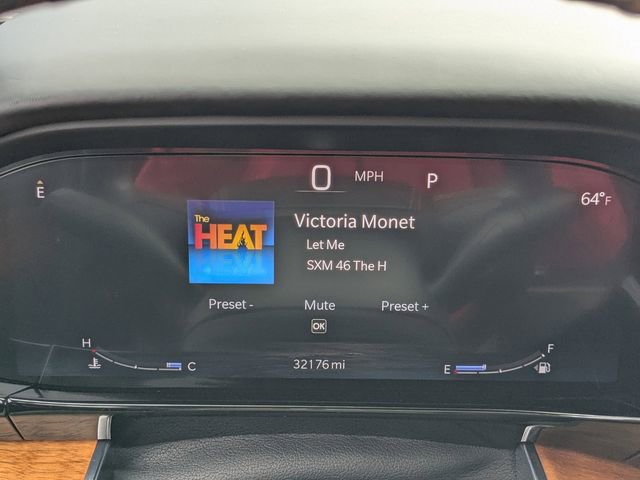 0 MPH P
E
64°F
The
HEAT
Victoria Monet
Let Me
SXM 46 The H
Preset - Mute Preset +
OK
H C
32176 mi
E F